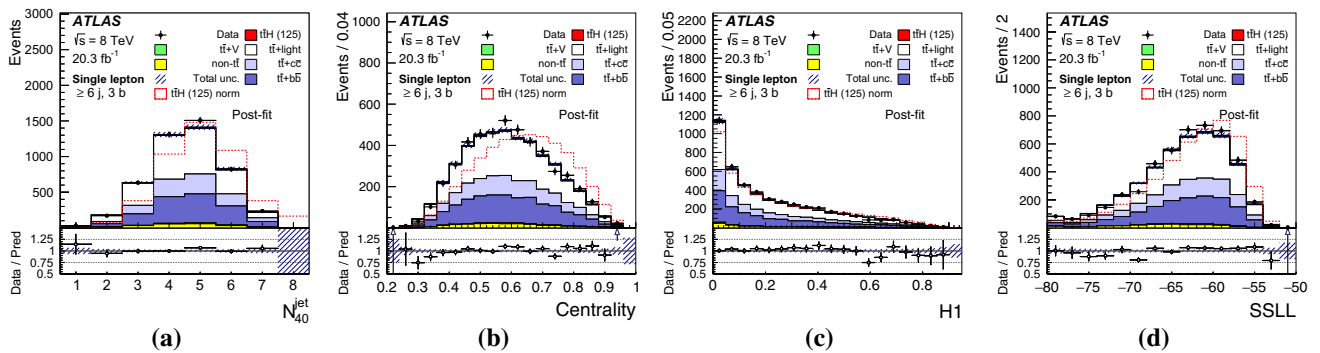 Events
3000
2500
2000
1500
1000
500
ATLAS
√s = 8 TeV
20.3 fb⁻¹
Single lepton
≥ 6 j, 3 b
Data
tt̄H (125)
tt̄+V
tt̄+light
non-tt̄
tt̄+cc̄
Total unc.
tt̄+bb̄
tt̄H (125) norm
Post-fit
Data / Pred
1.25
1
0.75
0.5
1 2 3 4 5 6 7 8
N jet 40
(a)
Events / 0.04
1000
800
600
400
200
ATLAS
√s = 8 TeV
20.3 fb⁻¹
Single lepton
≥ 6 j, 3 b
Data
tt̄H (125)
tt̄+V
tt̄+light
non-tt̄
tt̄+cc̄
Total unc.
tt̄+bb̄
tt̄H (125) norm
Post-fit
Data / Pred
1.25
1
0.75
0.5
0.2 0.3 0.4 0.5 0.6 0.7 0.8 0.9 1
Centrality
(b)
Events / 0.05
2200
2000
1800
1600
1400
1200
1000
800
600
400
200
ATLAS
√s = 8 TeV
20.3 fb⁻¹
Single lepton
≥ 6 j, 3 b
Data
tt̄H (125)
tt̄+V
tt̄+light
non-tt̄
tt̄+cc̄
Total unc.
tt̄+bb̄
tt̄H (125) norm
Post-fit
Data / Pred
1.25
1
0.75
0.5
0 0.2 0.4 0.6 0.8
H1
(c)
Events / 2
1400
1200
1000
800
600
400
200
ATLAS
√s = 8 TeV
20.3 fb⁻¹
Single lepton
≥ 6 j, 3 b
Data
tt̄H (125)
tt̄+V
tt̄+light
non-tt̄
tt̄+cc̄
Total unc.
tt̄+bb̄
tt̄H (125) norm
Post-fit
Data / Pred
1.25
1
0.75
0.5
−80 −75 −70 −65 −60 −55 −50
SSLL
(d)